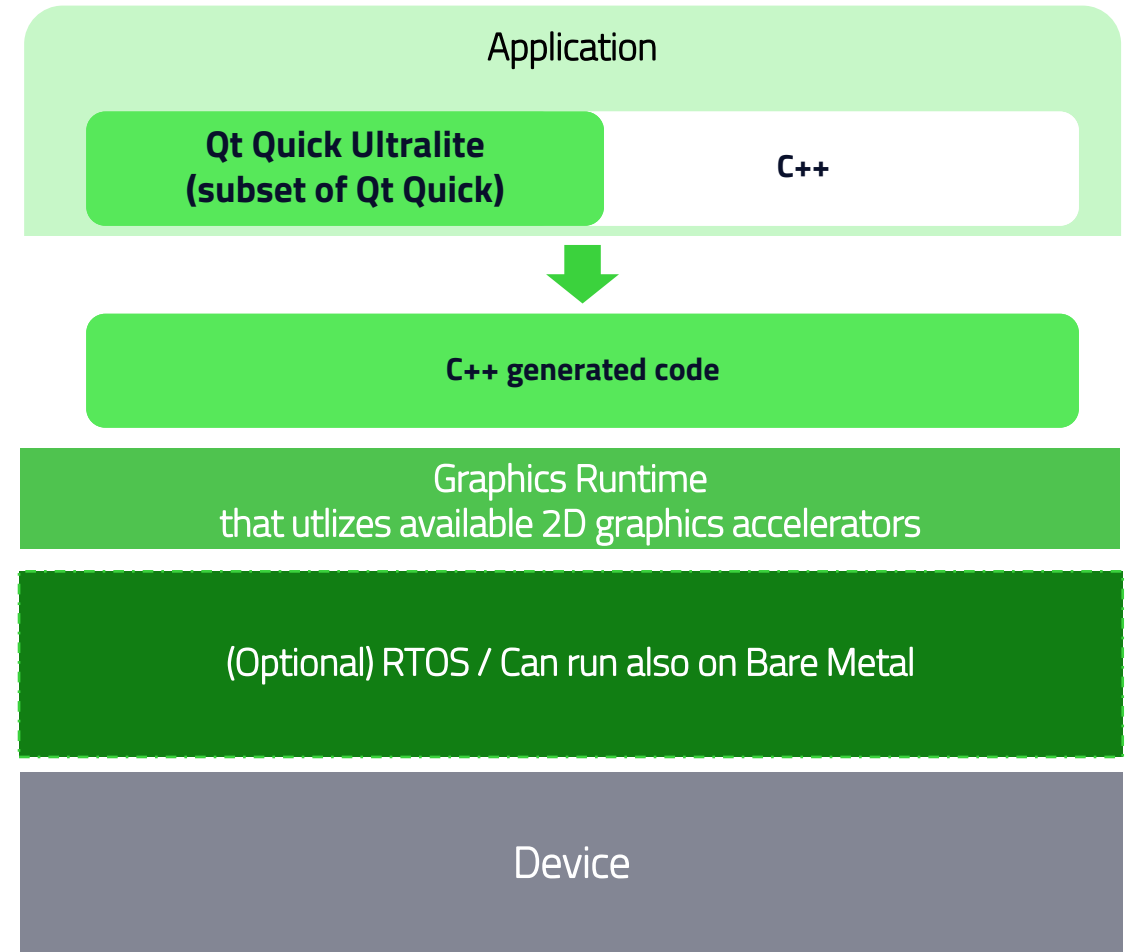 Application
Qt Quick Ultralite
(subset of Qt Quick)
C++
C++ generated code
Graphics Runtime
that utlizes available 2D graphics accelerators
(Optional) RTOS / Can run also on Bare Metal
Device